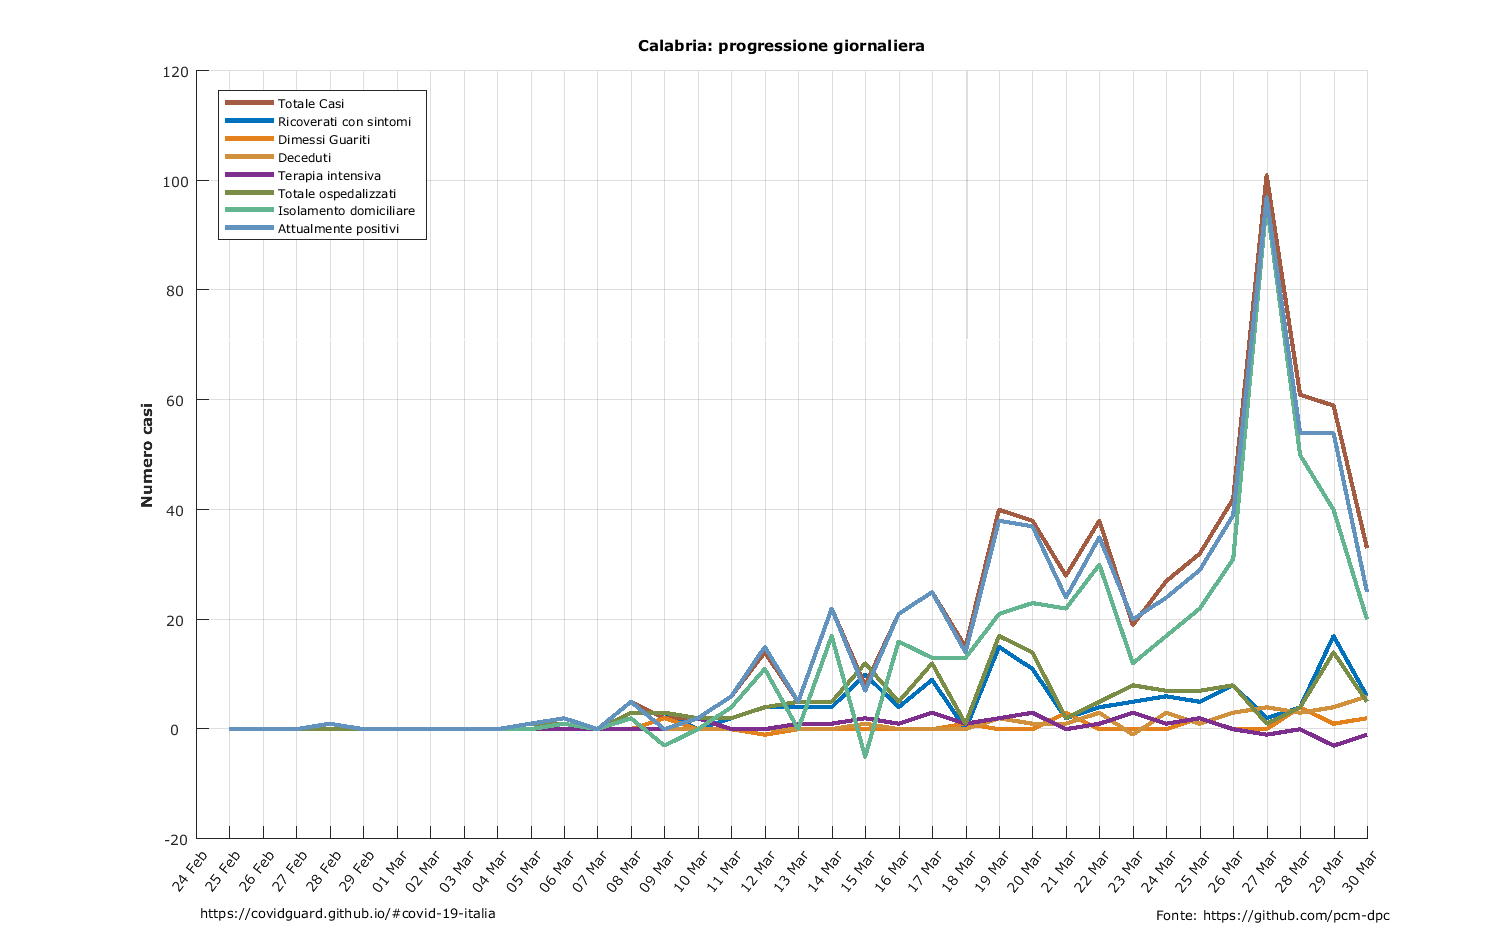 Calabria: progressione giornaliera
120
100
80
60
40
20
0
-20
Numero casi
Totale Casi
Ricoverati con sintomi
Dimessi Guariti
Deceduti
Terapia intensiva
Totale ospedalizzati
Isolamento domiciliare
Attualmente positivi
24 Feb
25 Feb
26 Feb
27 Feb
28 Feb
29 Feb
01 Mar
02 Mar
03 Mar
04 Mar
05 Mar
06 Mar
07 Mar
08 Mar
09 Mar
10 Mar
11 Mar
12 Mar
13 Mar
14 Mar
15 Mar
16 Mar
17 Mar
18 Mar
19 Mar
20 Mar
21 Mar
22 Mar
23 Mar
24 Mar
25 Mar
26 Mar
27 Mar
28 Mar
29 Mar
30 Mar
https://covidguard.github.io/#covid-19-italia
Fonte: https://github.com/pcm-dpc